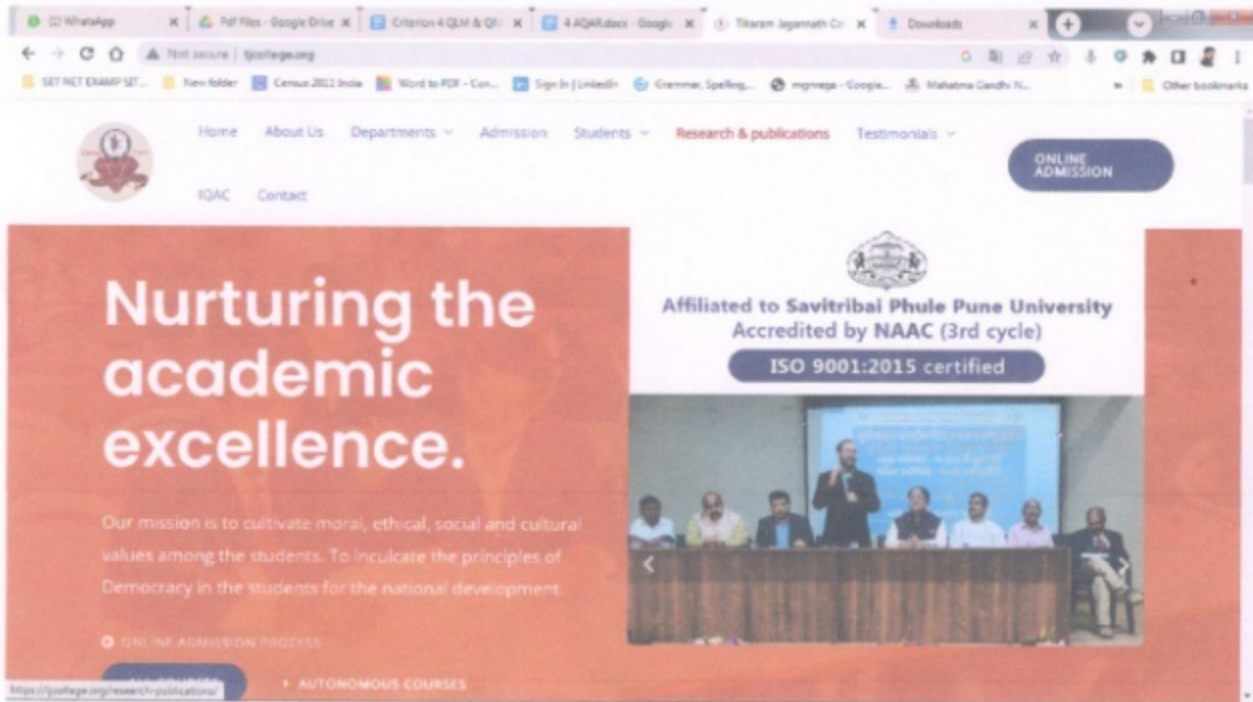 (2) WhatsApp
Pdf Files - Google Drive
Criterion 4 QLM & Q
4 AQAR.docx - Googl
Tikaram Jagannath Col
Downloads
Not secure | tjcollege.org
SET NET EXAMP SIT...
New folder
Census 2011 India
Word to PDF - Con...
Sign In | LinkedIn
Grammar, Spelling,...
mgnrega - Google...
Mahatma Gandhi N...
»
Other bookmarks
Home About Us Departments Admission Students Research & publications Testimonials
ONLINE
ADMISSION
IQAC Contact
Nurturing the
academic
excellence.
Our mission is to cultivate moral, ethical, social and cultural
values among the students. To inculcate the principles of
Democracy in the students for the national development.
ONLINE ADMISSION PROCESS
ALL COURSES
AUTONOMOUS COURSES
Affiliated to Savitribai Phule Pune University
Accredited by NAAC (3rd cycle)
ISO 9001:2015 certified
https://tjcollege.org/research-publications/